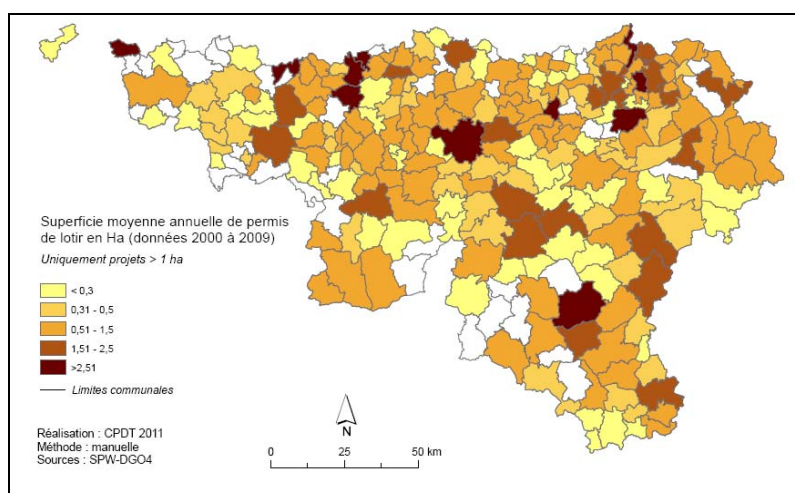 Superficie moyenne annuelle de permis
de lotir en Ha (données 2000 à 2009)
Uniquement projets > 1 ha
< 0,3
0,31 - 0,5
0,51 - 1,5
1,51 - 2,5
>2,51
Limites communales
Réalisation : CPDT 2011
Méthode : manuelle
Sources : SPW-DGO4
N
0 25 50 km